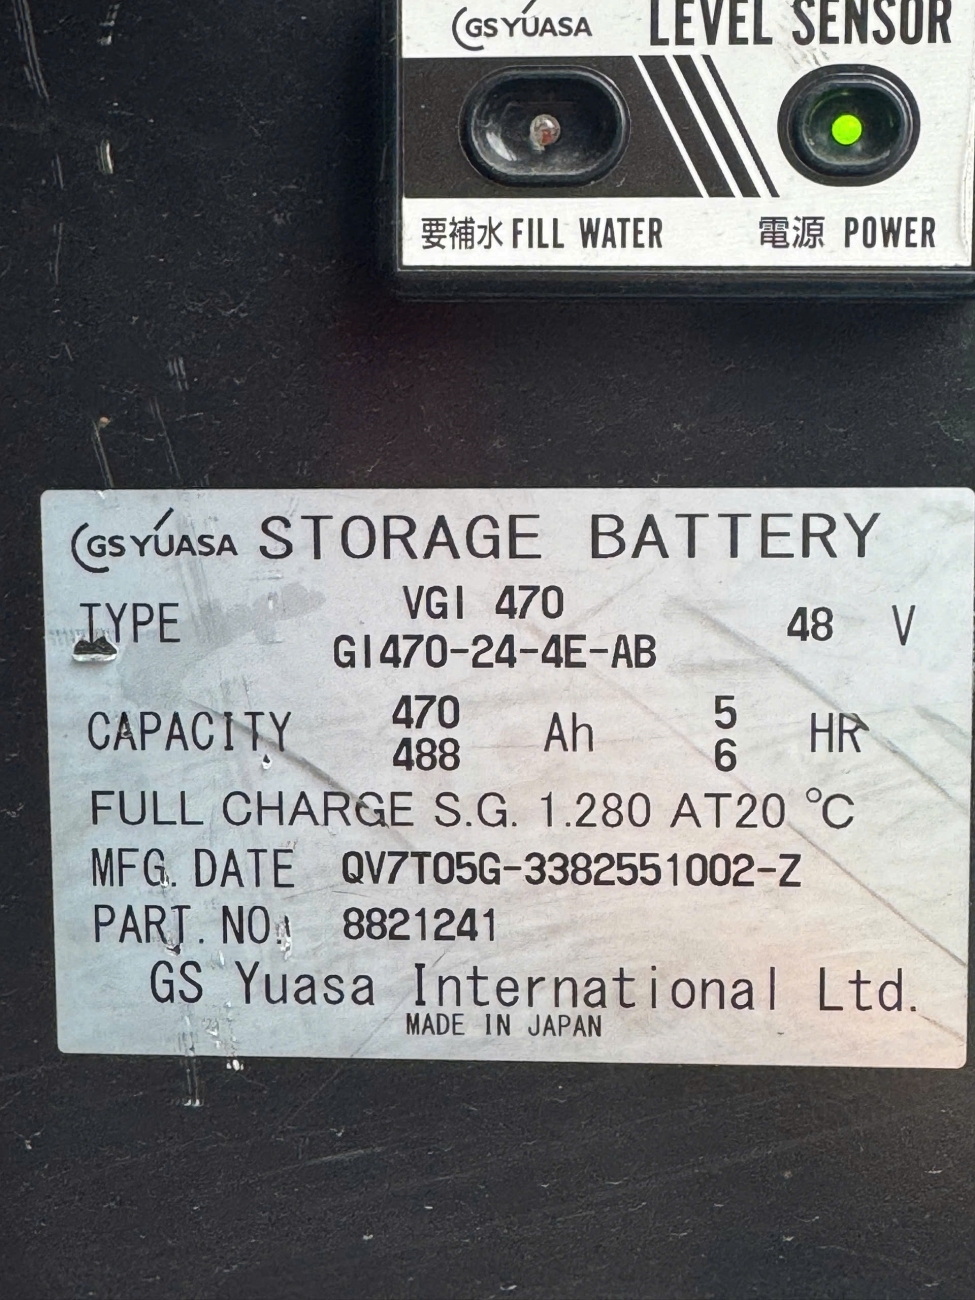 GS YUASA LEVEL SENSOR
要補水 FILL WATER 電源 POWER
GS YUASA STORAGE BATTERY
TYPE VGI 470 48 V
GI470-24-4E-AB
CAPACITY 470 Ah 5 HR
488 6
FULL CHARGE S.G. 1.280 AT20 °C
MFG. DATE QV7T05G-3382551002-Z
PART. NO. 8821241
GS Yuasa International Ltd.
MADE IN JAPAN